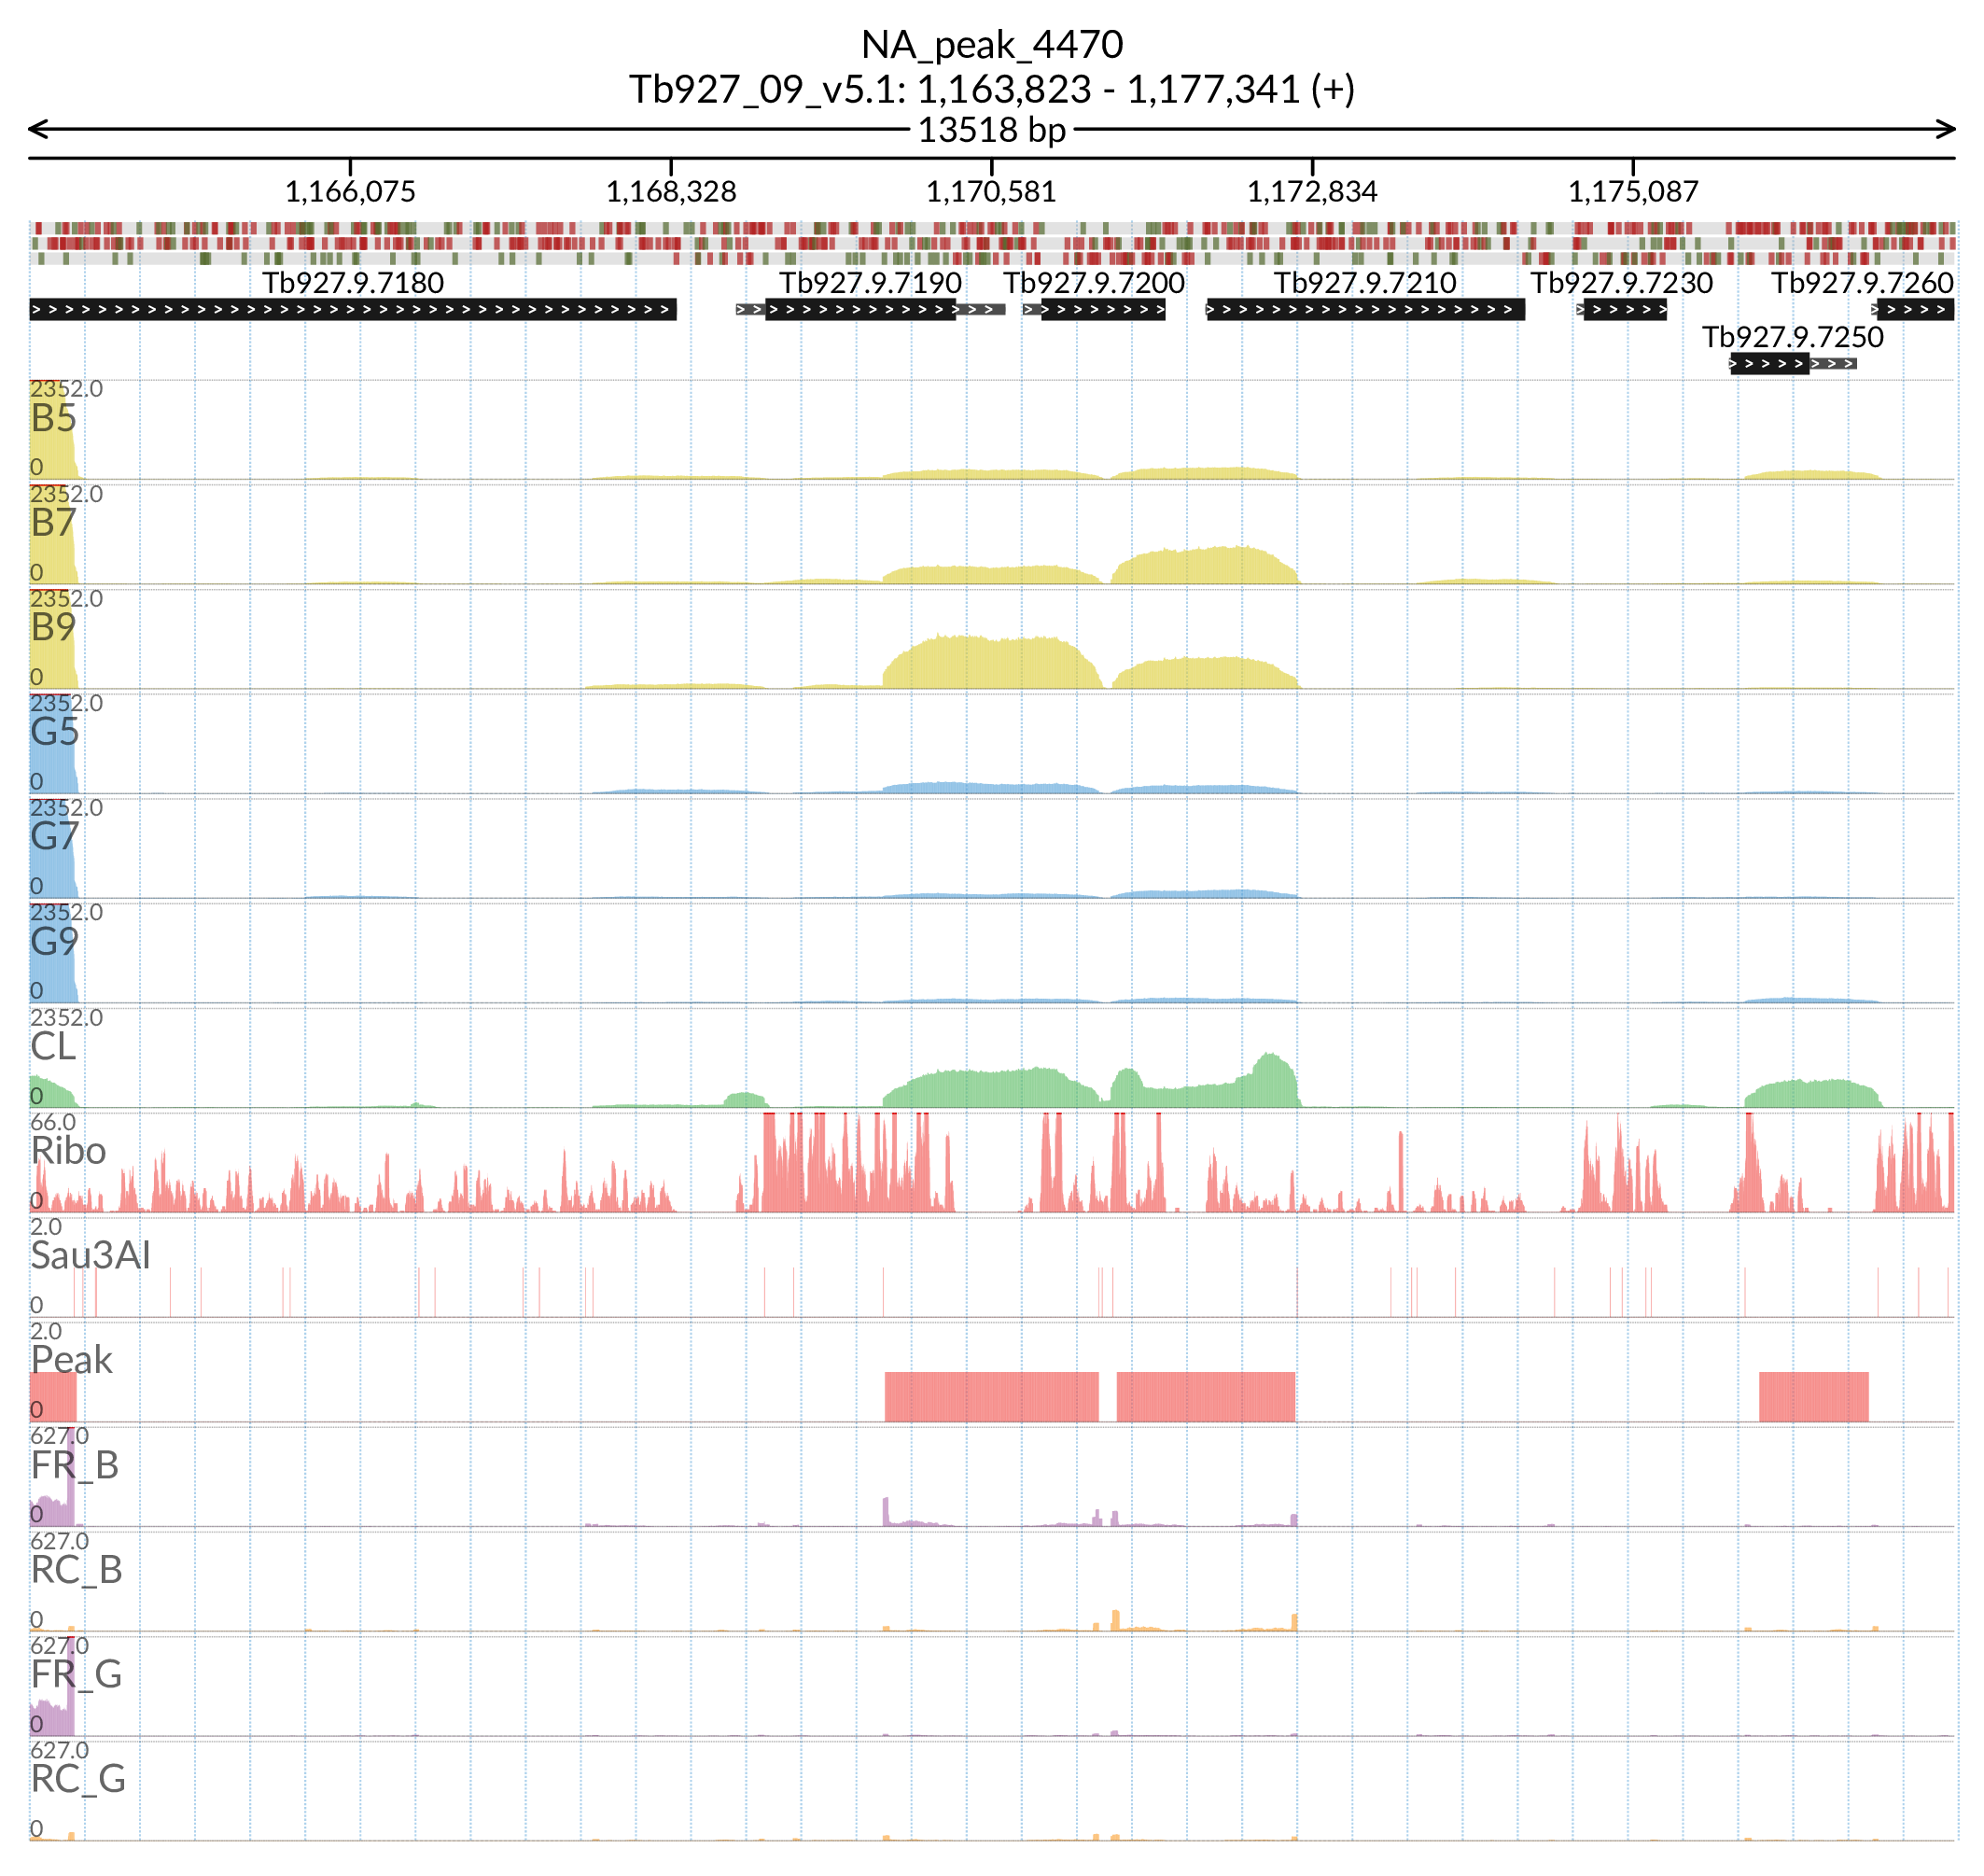 NA_peak_4470
Tb927_09_v5.1: 1,163,823 - 1,177,341 (+)
13518 bp
1,166,075 1,168,328 1,170,581 1,172,834 1,175,087
Tb927.9.7180 Tb927.9.7190 Tb927.9.7200 Tb927.9.7210 Tb927.9.7230 Tb927.9.7260
Tb927.9.7250
2352.0
B5
0
2352.0
B7
0
2352.0
B9
0
2352.0
G5
0
2352.0
G7
0
2352.0
G9
0
2352.0
CL
0
66.0
Ribo
0
2.0
Sau3AI
0
2.0
Peak
0
627.0
FR_B
0
627.0
RC_B
0
627.0
FR_G
0
627.0
RC_G
0